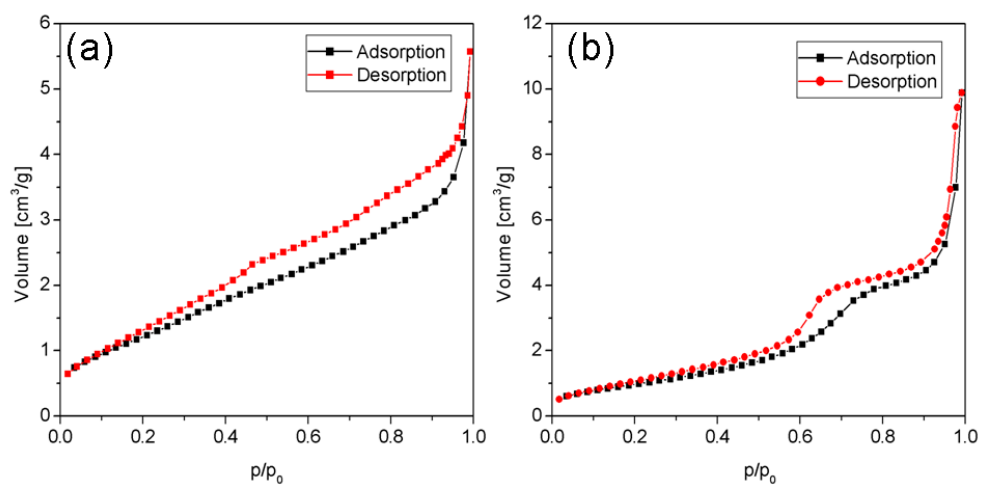 (a)
Adsorption
Desorption
Volume [cm³/g]
6
5
4
3
2
1
0
0.0 0.2 0.4 0.6 0.8 1.0
p/p₀
(b)
Adsorption
Desorption
Volume [cm³/g]
12
10
8
6
4
2
0
0.0 0.2 0.4 0.6 0.8 1.0
p/p₀